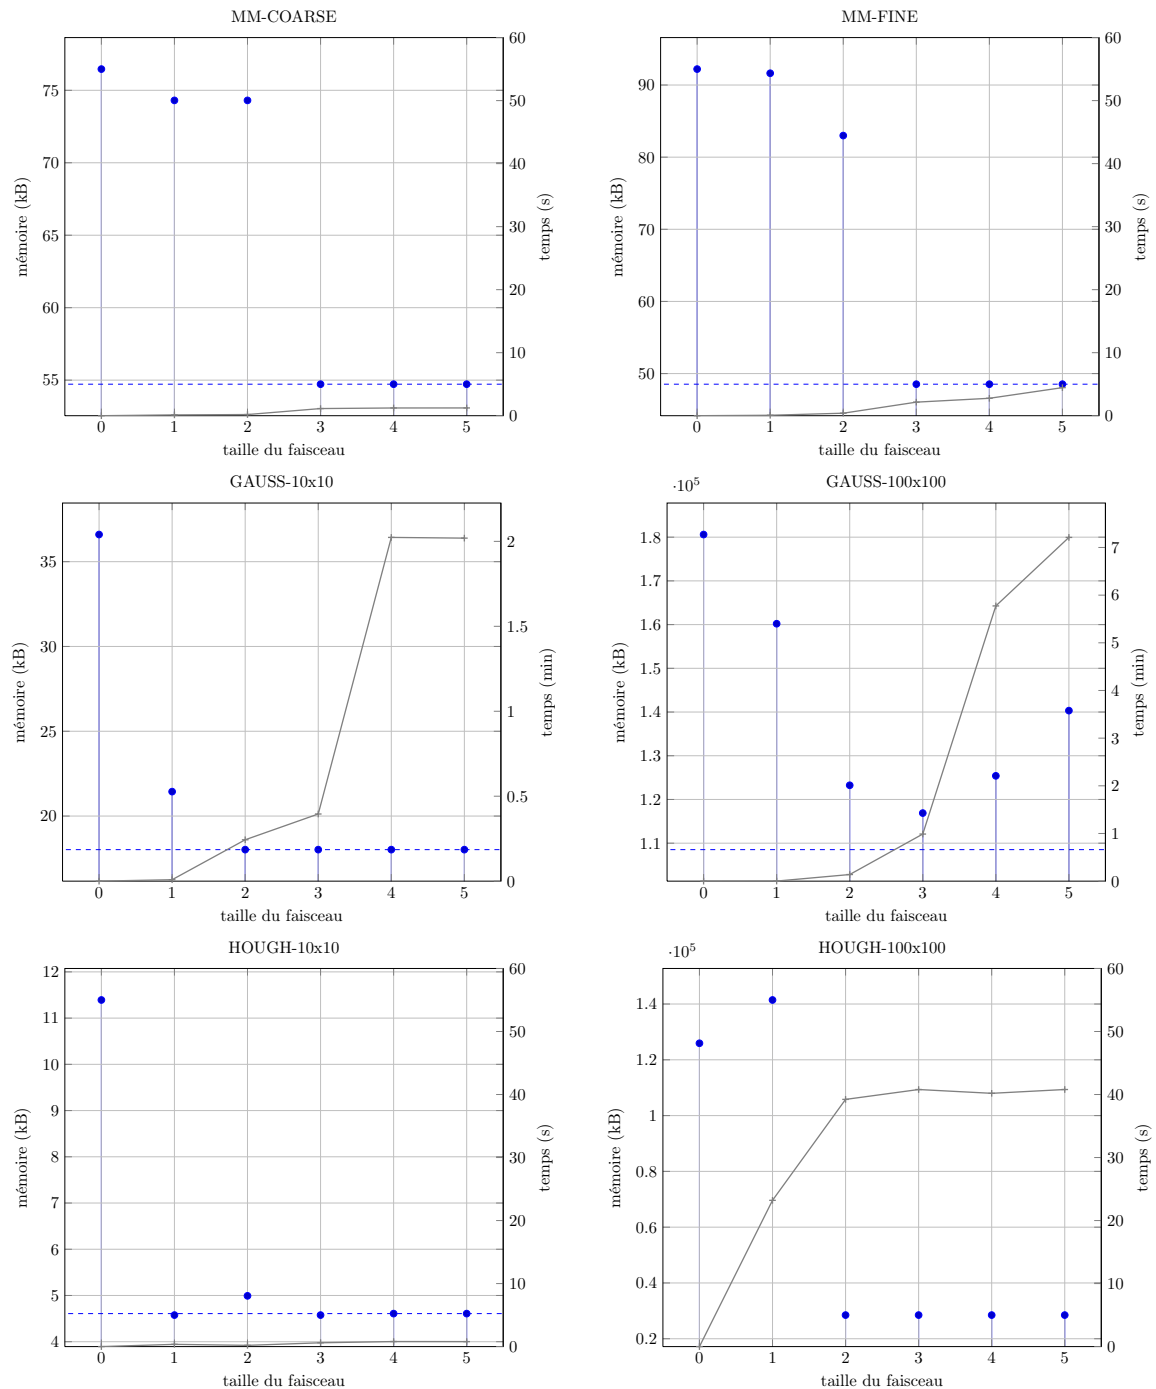 MM-COARSE
75
70
65
60
55
mémoire (kB)
60
50
40
30
20
10
0
temps (s)
0 1 2 3 4 5
taille du faisceau
MM-FINE
90
80
70
60
50
mémoire (kB)
60
50
40
30
20
10
0
temps (s)
0 1 2 3 4 5
taille du faisceau
GAUSS-10x10
35
30
25
20
mémoire (kB)
2
1.5
1
0.5
0
temps (min)
0 1 2 3 4 5
taille du faisceau
GAUSS-100x100
·10⁵
1.8
1.7
1.6
1.5
1.4
1.3
1.2
1.1
mémoire (kB)
7
6
5
4
3
2
1
0
temps (min)
0 1 2 3 4 5
taille du faisceau
HOUGH-10x10
12
11
10
9
8
7
6
5
4
mémoire (kB)
60
50
40
30
20
10
0
temps (s)
0 1 2 3 4 5
taille du faisceau
HOUGH-100x100
·10⁵
1.4
1.2
1
0.8
0.6
0.4
0.2
mémoire (kB)
60
50
40
30
20
10
0
temps (s)
0 1 2 3 4 5
taille du faisceau